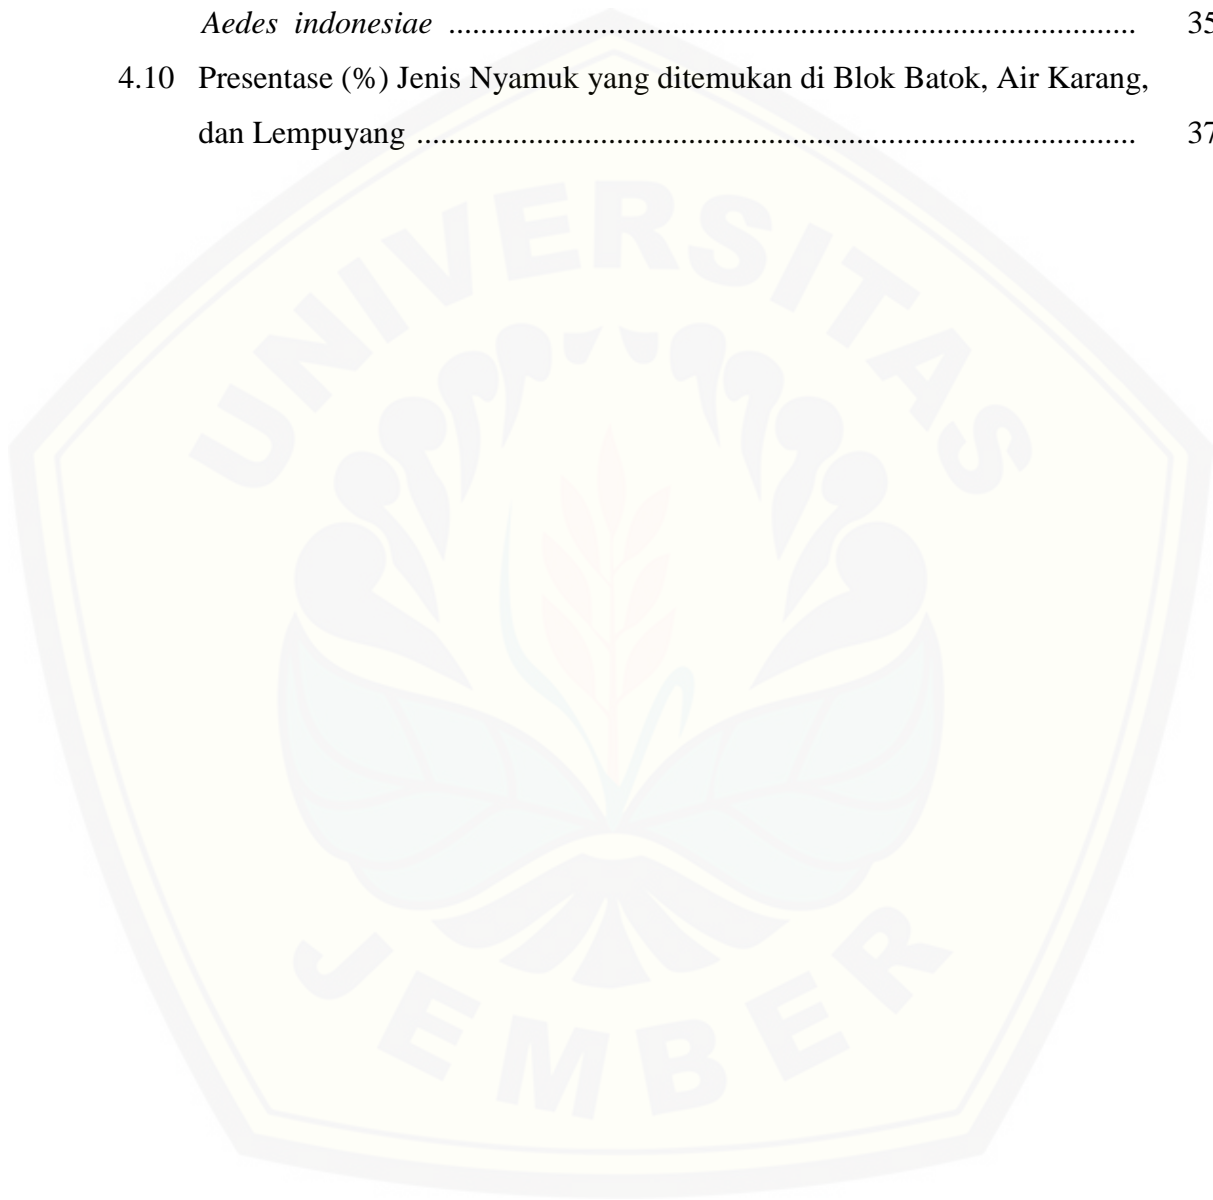 Aedes indonesiae ............................................................................ 35
4.10 Presentase (%) Jenis Nyamuk yang ditemukan di Blok Batok, Air Karang,
dan Lempuyang ................................................................................ 37
UNIVERSITAS
JEMBER